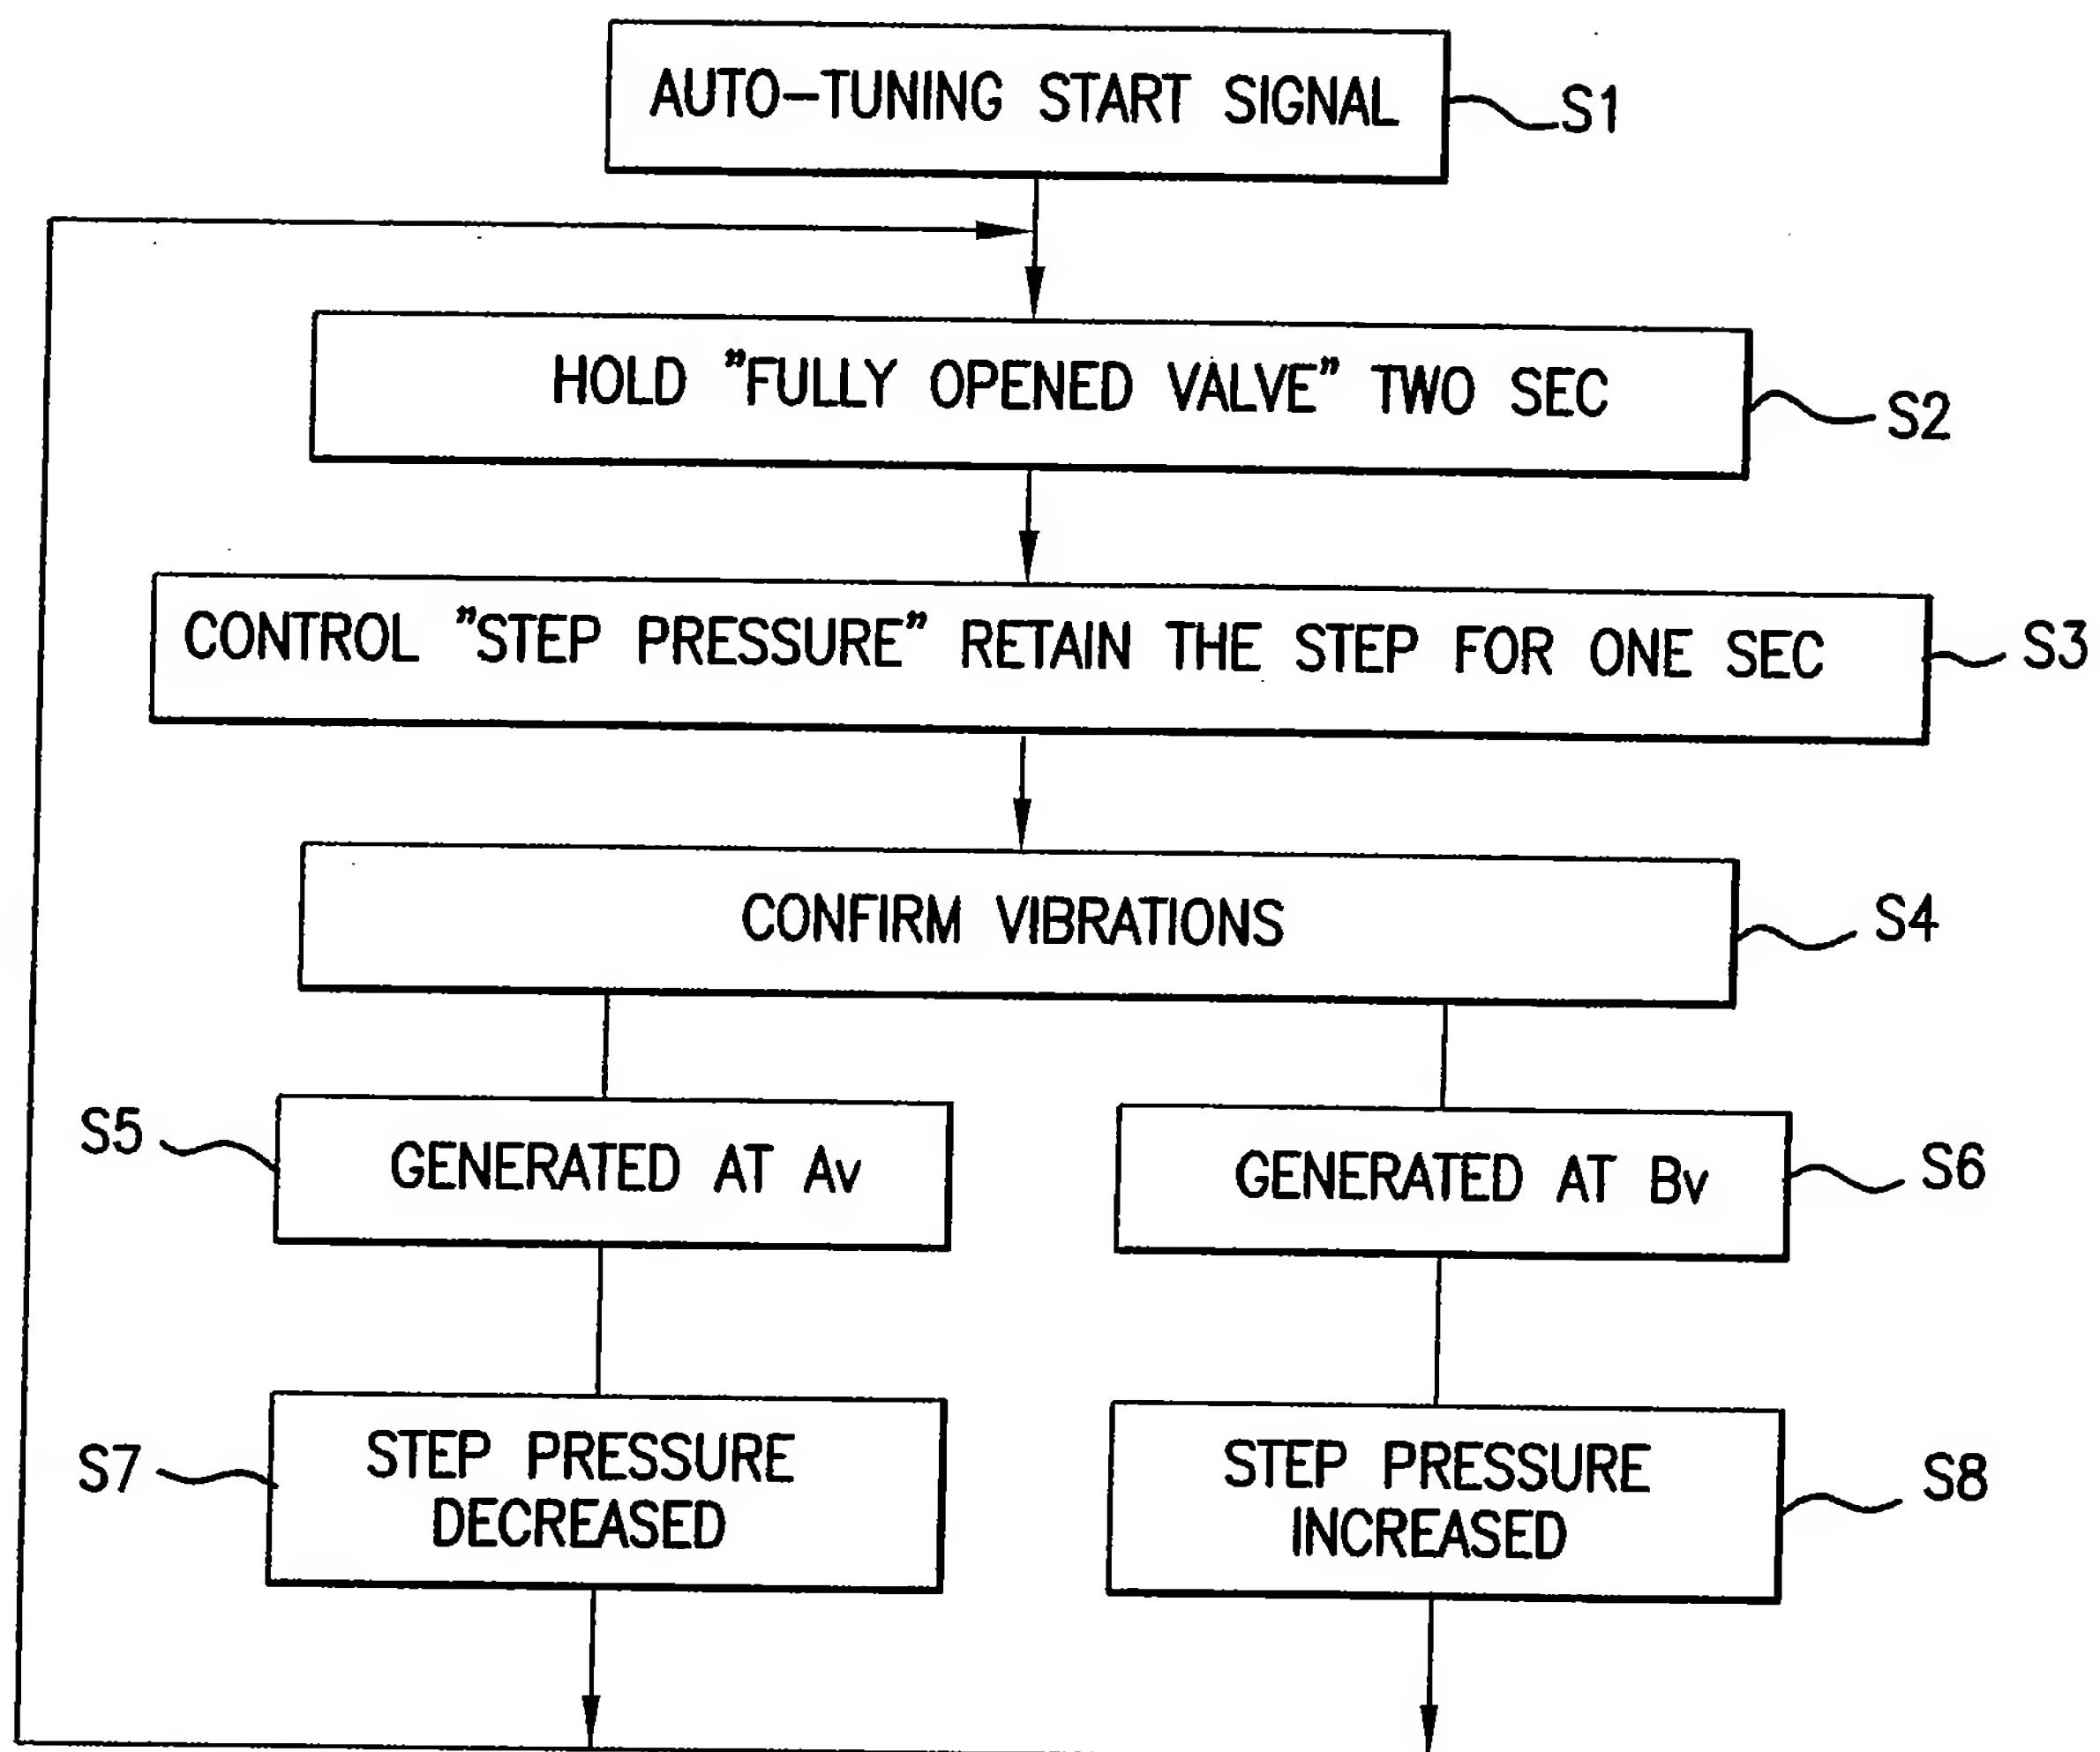 AUTO-TUNING START SIGNAL
S1
HOLD "FULLY OPENED VALVE" TWO SEC
S2
CONTROL "STEP PRESSURE" RETAIN THE STEP FOR ONE SEC
S3
CONFIRM VIBRATIONS
S4
S5
GENERATED AT Av
GENERATED AT Bv
S6
S7
STEP PRESSURE
DECREASED
STEP PRESSURE
INCREASED
S8